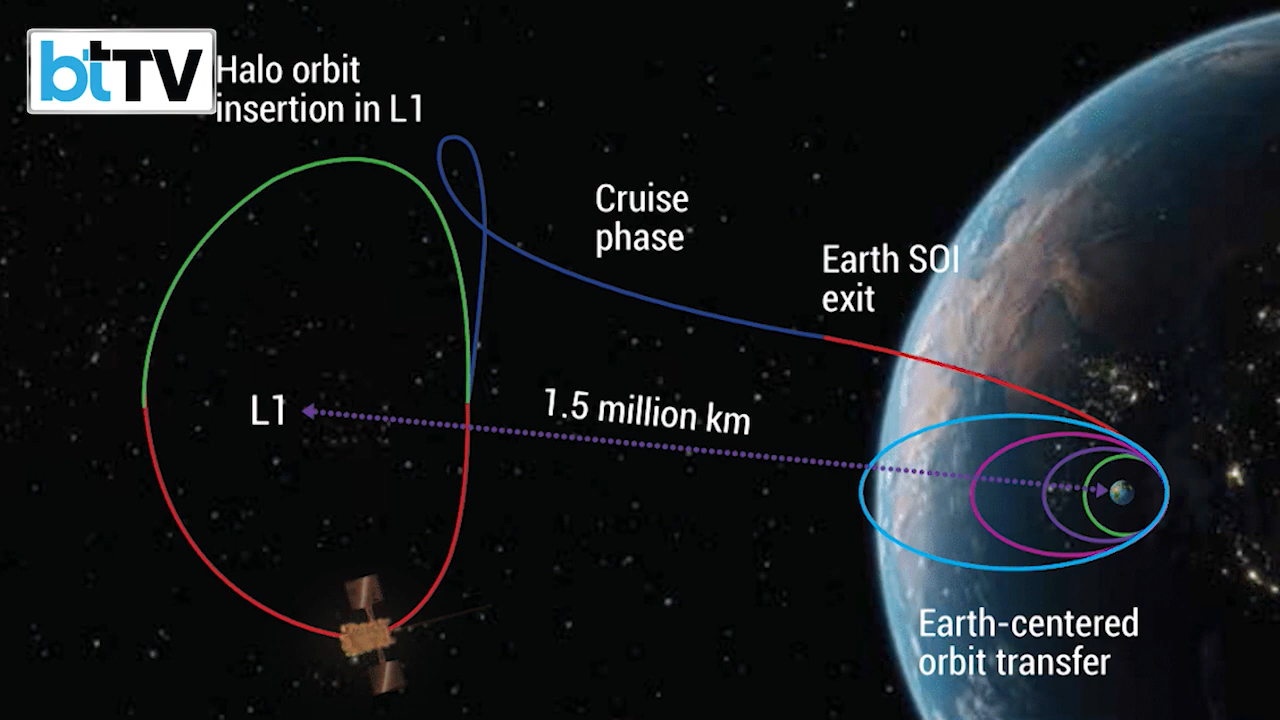 btTV
Halo orbit
insertion in L1
Cruise
phase
Earth SOI
exit
L1
1.5 million km
Earth-centered
orbit transfer